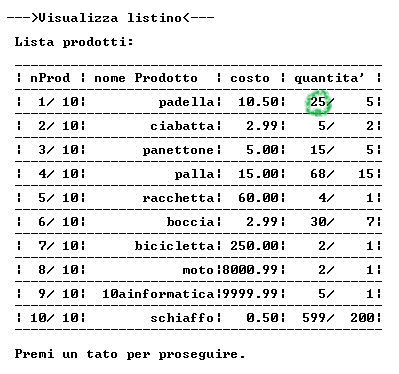 --->Visualizza listino<---
Lista prodotti:
¦ nProd ¦ nome Prodotto ¦ costo ¦ quantita' ¦
¦ 1/ 10¦ padella¦ 10.50¦ 25/ 5¦
¦ 2/ 10¦ ciabatta¦ 2.99¦ 5/ 2¦
¦ 3/ 10¦ panettone¦ 5.00¦ 15/ 5¦
¦ 4/ 10¦ palla¦ 15.00¦ 68/ 15¦
¦ 5/ 10¦ racchetta¦ 60.00¦ 4/ 1¦
¦ 6/ 10¦ boccia¦ 2.99¦ 30/ 7¦
¦ 7/ 10¦ bicicletta¦ 250.00¦ 2/ 1¦
¦ 8/ 10¦ moto¦8000.99¦ 2/ 1¦
¦ 9/ 10¦ 10ainformatica¦9999.99¦ 5/ 1¦
¦ 10/ 10¦ schiaffo¦ 0.50¦ 599/ 200¦
Premi un tato per proseguire.